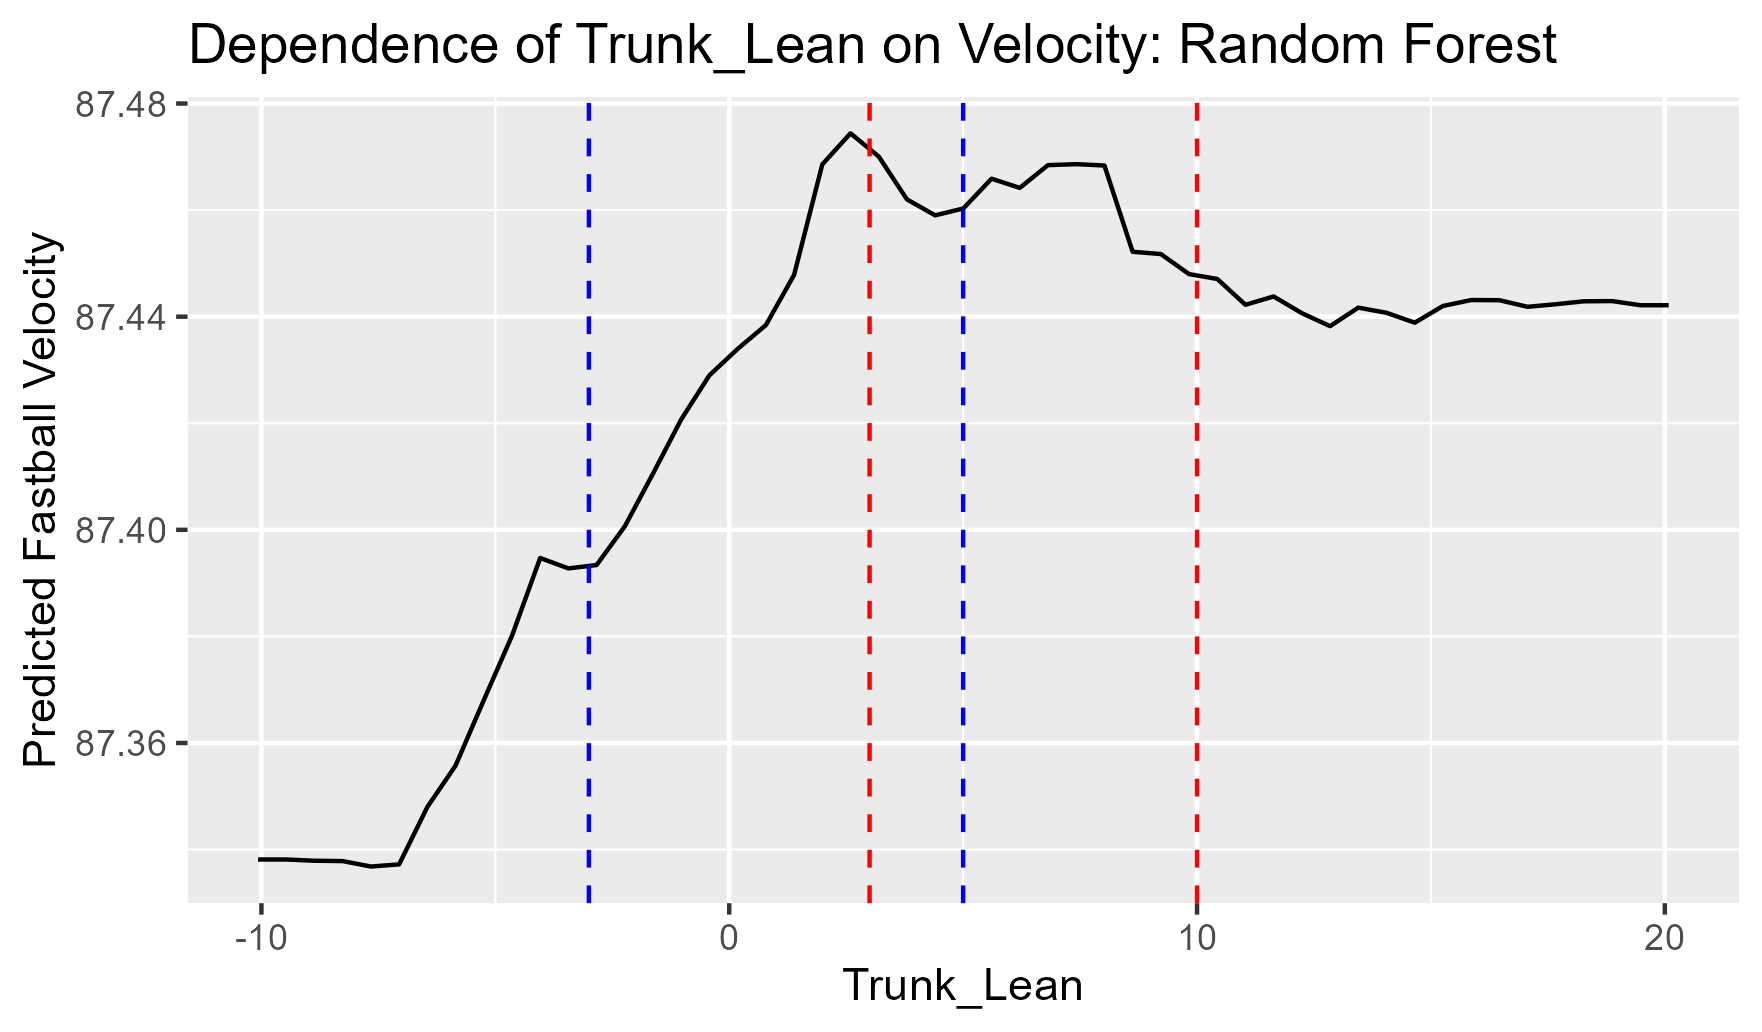 Dependence of Trunk_Lean on Velocity: Random Forest
Predicted Fastball Velocity
87.48
87.44
87.40
87.36
-10
0
10
20
Trunk_Lean